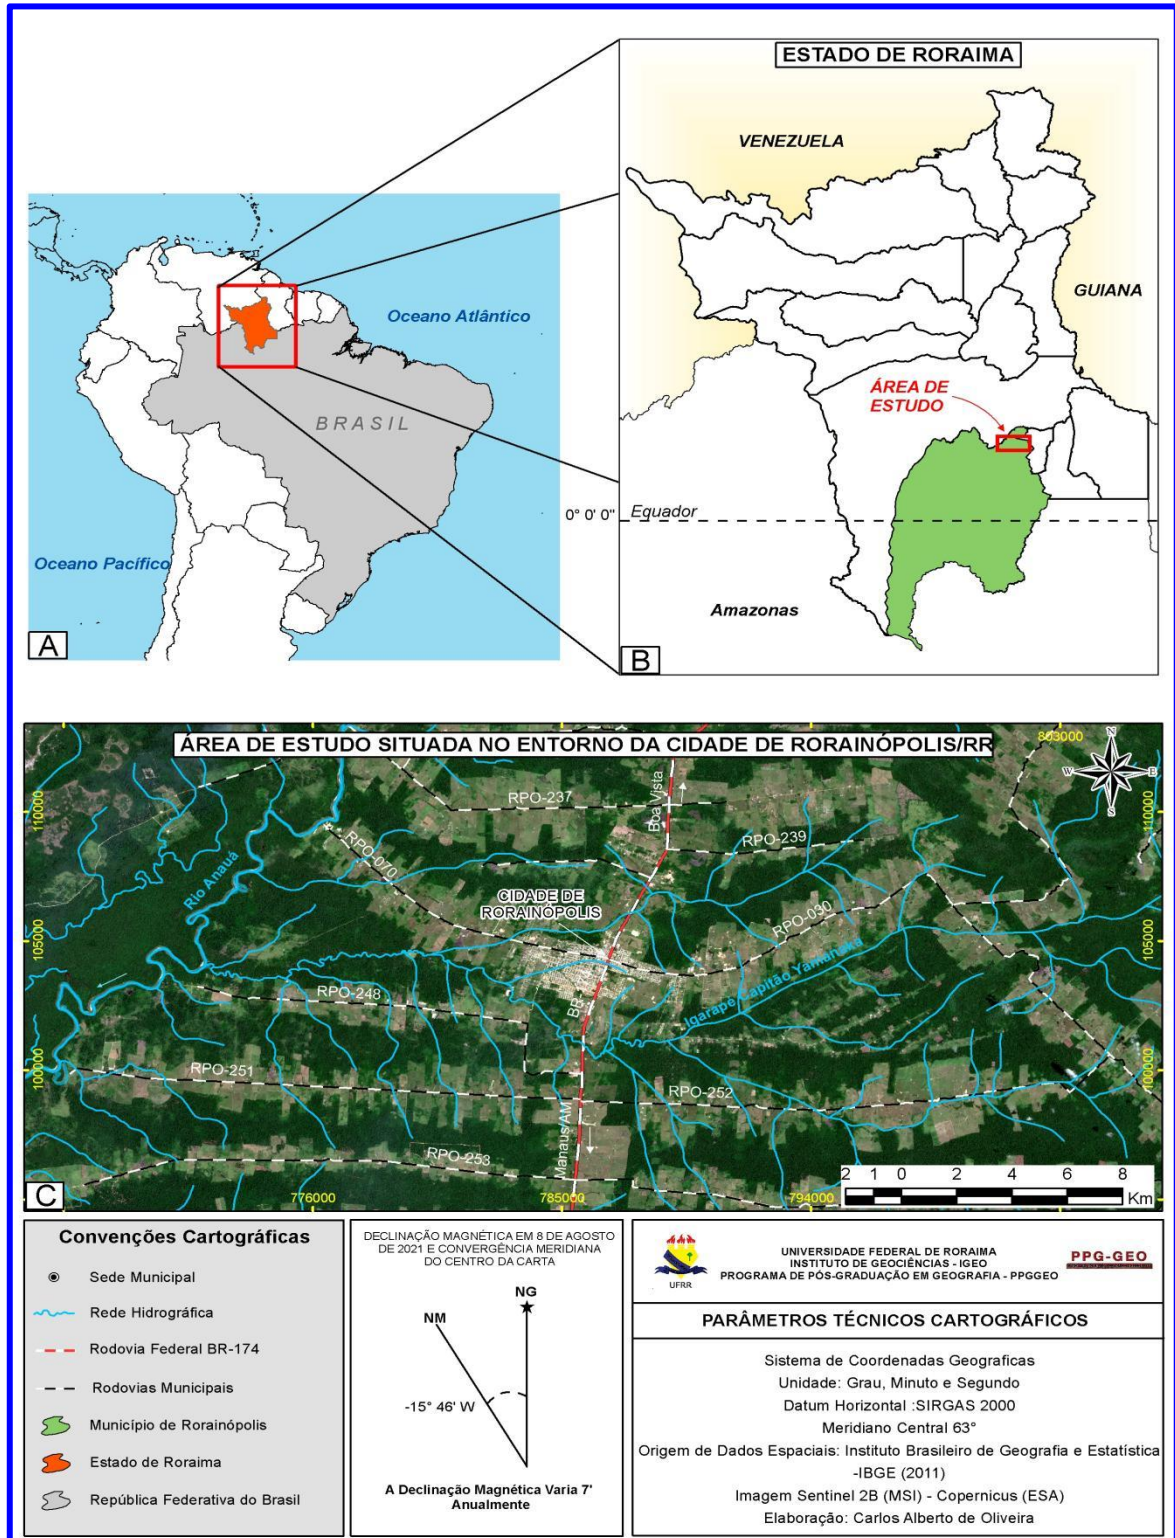 ESTADO DE RORAIMA
VENEZUELA
GUIANA
ÁREA DE
ESTUDO
Oceano Atlântico
BRASIL
Oceano Pacífico
0° 0' 0"
Equador
Amazonas
A
B
ÁREA DE ESTUDO SITUADA NO ENTORNO DA CIDADE DE RORAINÓPOLIS/RR
803000
N
W
E
S
110000
110000
RPO-237
Boa Vista
RPO-239
RPO-070
Rio Anauá
CIDADE DE
RORAINÓPOLIS
RPO-030
105000
105000
Igarapé Capitão Yamanaka
RPO-248
BR
100000
100000
RPO-251
RPO-252
Manaus/AM
RPO-253
2 1 0 2 4 6 8
Km
C
776000
785000
794000
Convenções Cartográficas
Sede Municipal
Rede Hidrográfica
Rodovia Federal BR-174
Rodovias Municipais
Município de Rorainópolis
Estado de Roraima
República Federativa do Brasil
DECLINAÇÃO MAGNÉTICA EM 8 DE AGOSTO
DE 2021 E CONVERGÊNCIA MERIDIANA
DO CENTRO DA CARTA
NG
NM
-15° 46' W
A Declinação Magnética Varia 7'
Anualmente
UFRR
UNIVERSIDADE FEDERAL DE RORAIMA
INSTITUTO DE GEOCIÊNCIAS - IGEO
PROGRAMA DE PÓS-GRADUAÇÃO EM GEOGRAFIA - PPGGEO
PPG-GEO
PARÂMETROS TÉCNICOS CARTOGRÁFICOS
Sistema de Coordenadas Geograficas
Unidade: Grau, Minuto e Segundo
Datum Horizontal :SIRGAS 2000
Meridiano Central 63°
Origem de Dados Espaciais: Instituto Brasileiro de Geografia e Estatística
-IBGE (2011)
Imagem Sentinel 2B (MSI) - Copernicus (ESA)
Elaboração: Carlos Alberto de Oliveira